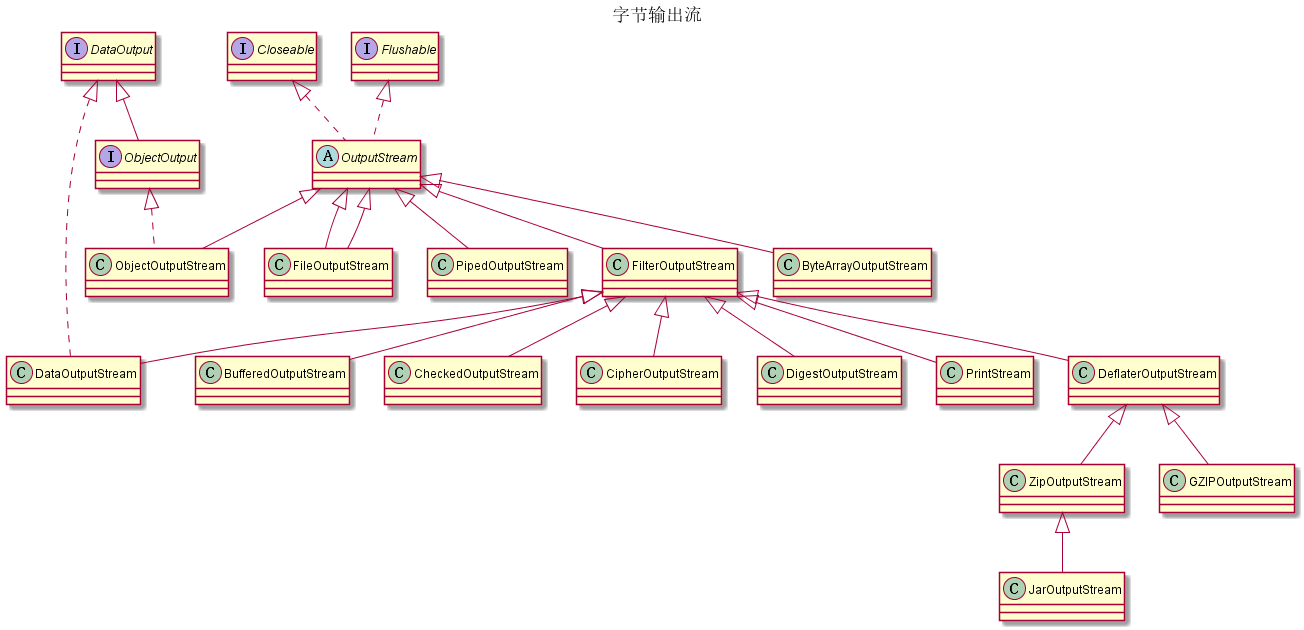 字节输出流
I DataOutput
I Closeable
I Flushable
I ObjectOutput
A OutputStream
C ObjectOutputStream
C FileOutputStream
C PipedOutputStream
C FilterOutputStream
C ByteArrayOutputStream
C DataOutputStream
C BufferedOutputStream
C CheckedOutputStream
C CipherOutputStream
C DigestOutputStream
C PrintStream
C DeflaterOutputStream
C ZipOutputStream
C GZIPOutputStream
C JarOutputStream